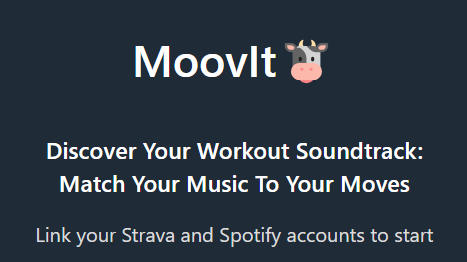 MoovIt
Discover Your Workout Soundtrack:
Match Your Music To Your Moves
Link your Strava and Spotify accounts to start